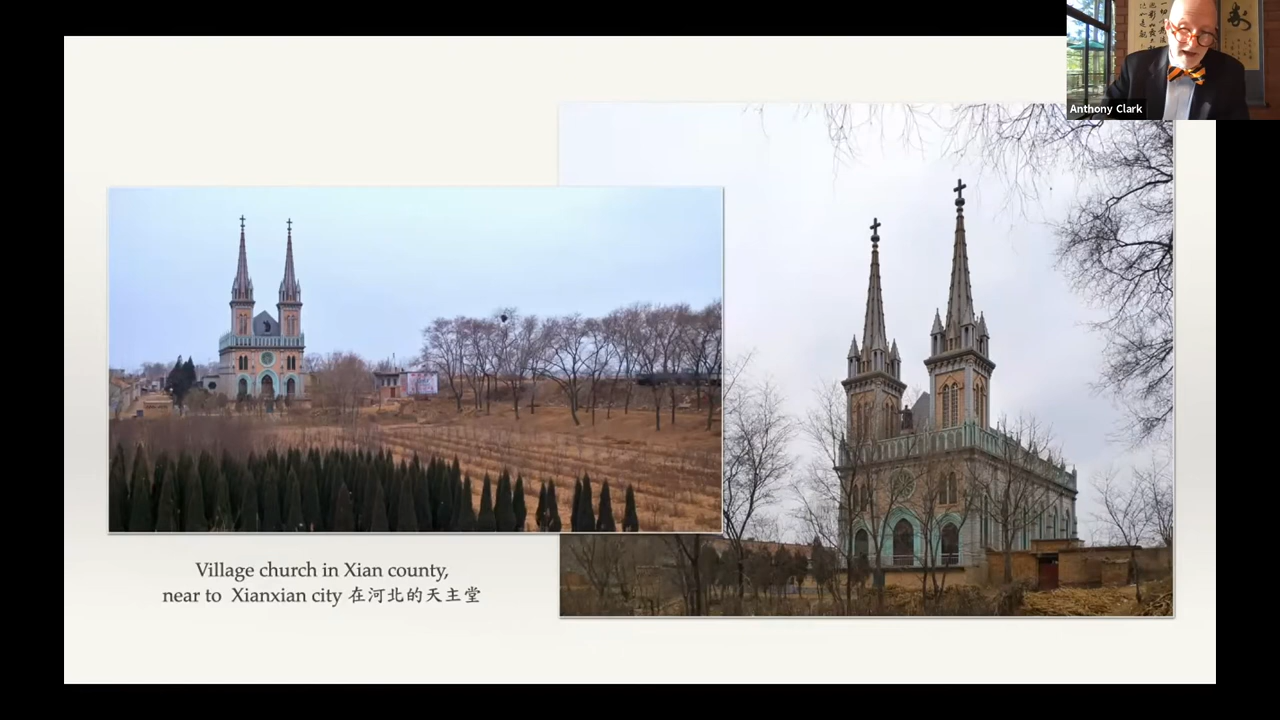 Anthony Clark
Village church in Xian county,
near to Xianxian city 在河北的天主堂